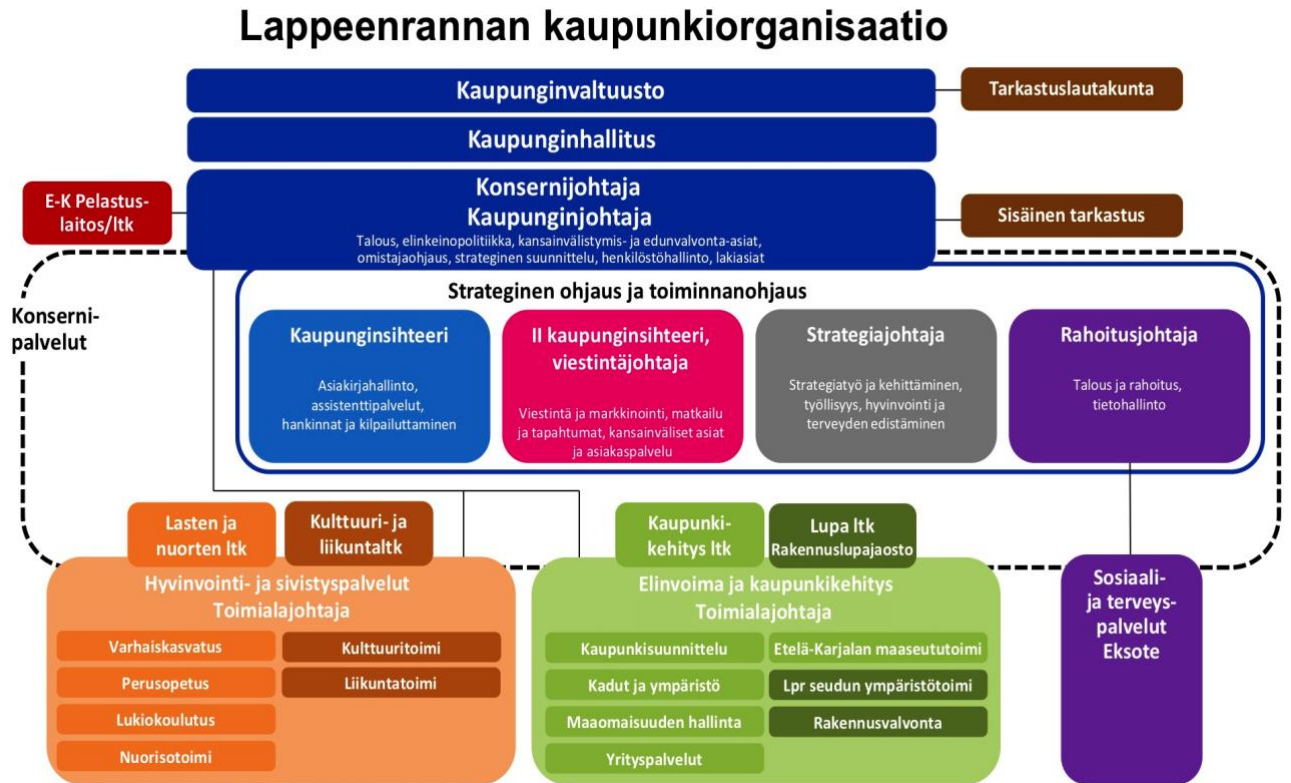 Lappeenrannan kaupunkiorganisaatio
Kaupunginvaltuusto
Tarkastuslautakunta
Kaupunginhallitus
E-K Pelastus-
laitos/ltk
Konsernijohtaja
Kaupunginjohtaja
Talous, elinkeinopolitiikka, kansainvälistymis- ja edunvalvonta-asiat,
omistajaohjaus, strateginen suunnittelu, henkilöstöhallinto, lakiasiat
Sisäinen tarkastus
Konserni-
palvelut
Strateginen ohjaus ja toiminnanohjaus
Kaupunginsihteeri
Asiakirjahallinto,
assistenttipalvelut,
hankinnat ja kilpailuttaminen
II kaupunginsihteeri,
viestintäjohtaja
Viestintä ja markkinointi, matkailu
ja tapahtumat, kansainväliset asiat
ja asiakaspalvelu
Strategiajohtaja
Strategiatyö ja kehittäminen,
työllisyys, hyvinvointi ja
terveyden edistäminen
Rahoitusjohtaja
Talous ja rahoitus,
tietohallinto
Lasten ja
nuorten ltk
Kulttuuri- ja
liikuntaltk
Hyvinvointi- ja sivistyspalvelut
Toimialajohtaja
Varhaiskasvatus
Perusopetus
Lukiokoulutus
Nuorisotoimi
Kulttuuritoimi
Liikuntatoimi
Kaupunki-
kehitys ltk
Lupa ltk
Rakennuslupajaosto
Elinvoima ja kaupunkikehitys
Toimialajohtaja
Kaupunkisuunnittelu
Kadut ja ympäristö
Maaomaisuuden hallinta
Yrityspalvelut
Etelä-Karjalan maaseututoimi
Lpr seudun ympäristötoimi
Rakennusvalvonta
Sosiaali-
ja terveys-
palvelut
Eksote